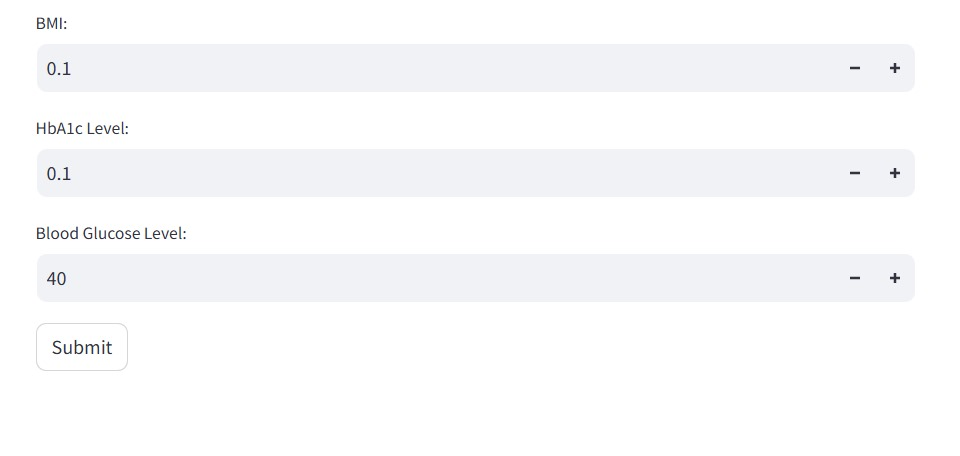 BMI:
0.1
HbA1c Level:
0.1
Blood Glucose Level:
40
Submit